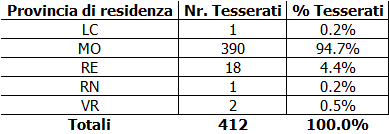 Provincia di residenza Nr. Tesserati % Tesserati
LC 1 0.2%
MO 390 94.7%
RE 18 4.4%
RN 1 0.2%
VR 2 0.5%
Totali 412 100.0%